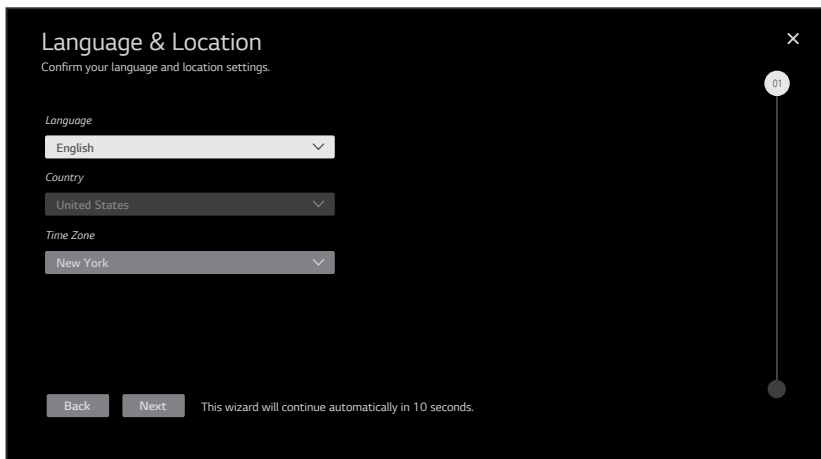 Language & Location
Confirm your language and location settings.
01
Language
English
Country
United States
Time Zone
New York
Back
Next
This wizard will continue automatically in 10 seconds.